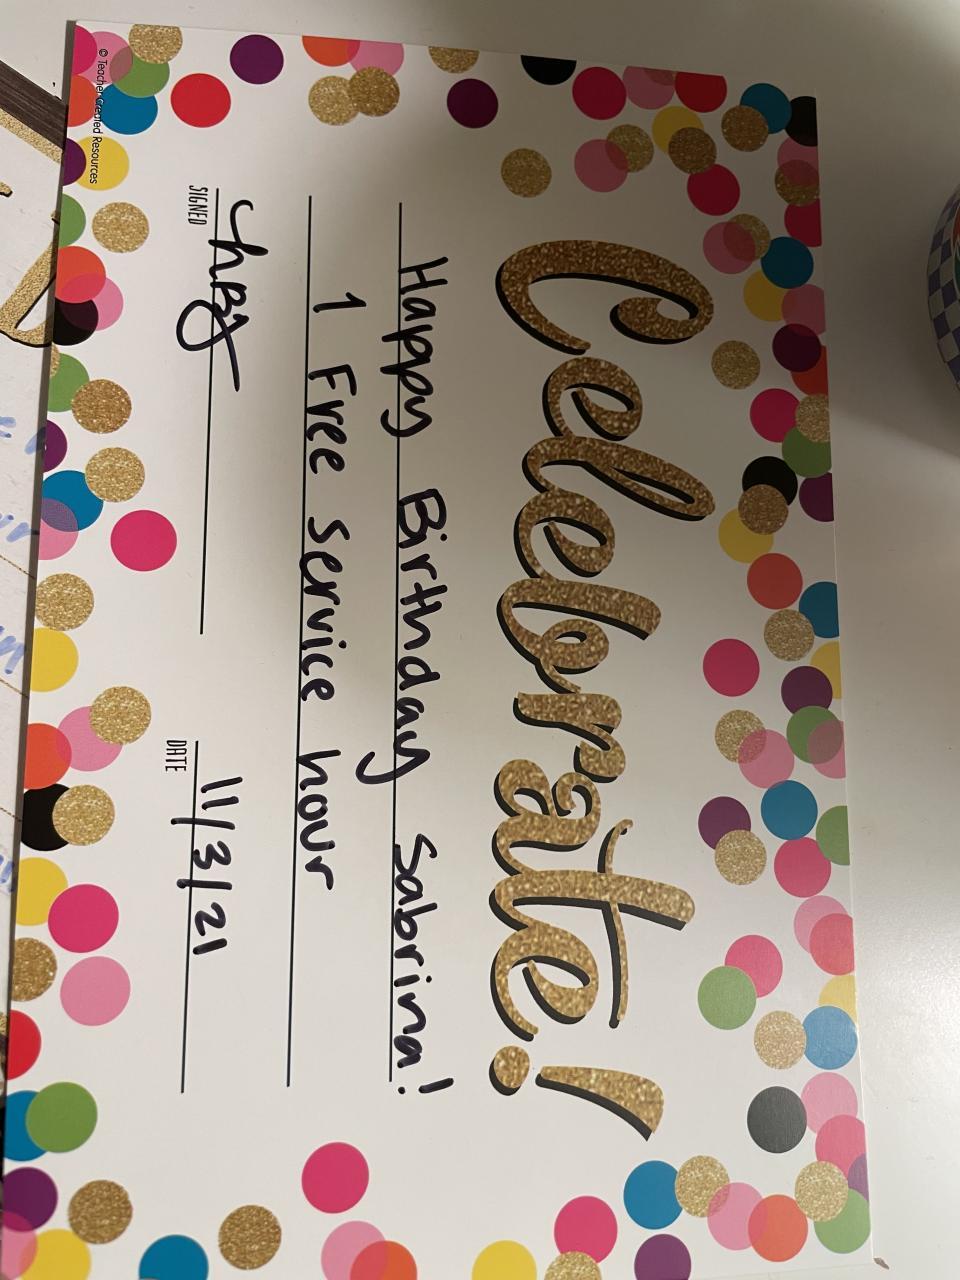 Celebrate!
Happy Birthday Sabrina!
1 Free service hour
SIGNED
11/3/21
DATE
© Teacher Created Resources